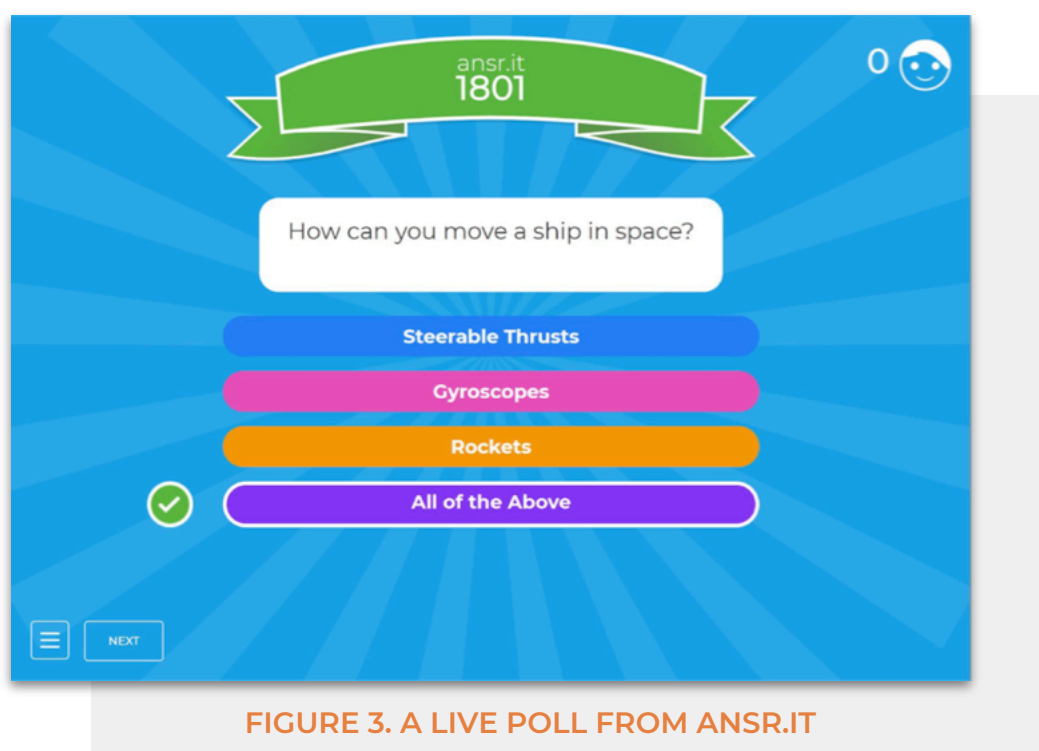 ansr.it
1801
0
How can you move a ship in space?
Steerable Thrusts
Gyroscopes
Rockets
All of the Above
NEXT
FIGURE 3. A LIVE POLL FROM ANSR.IT